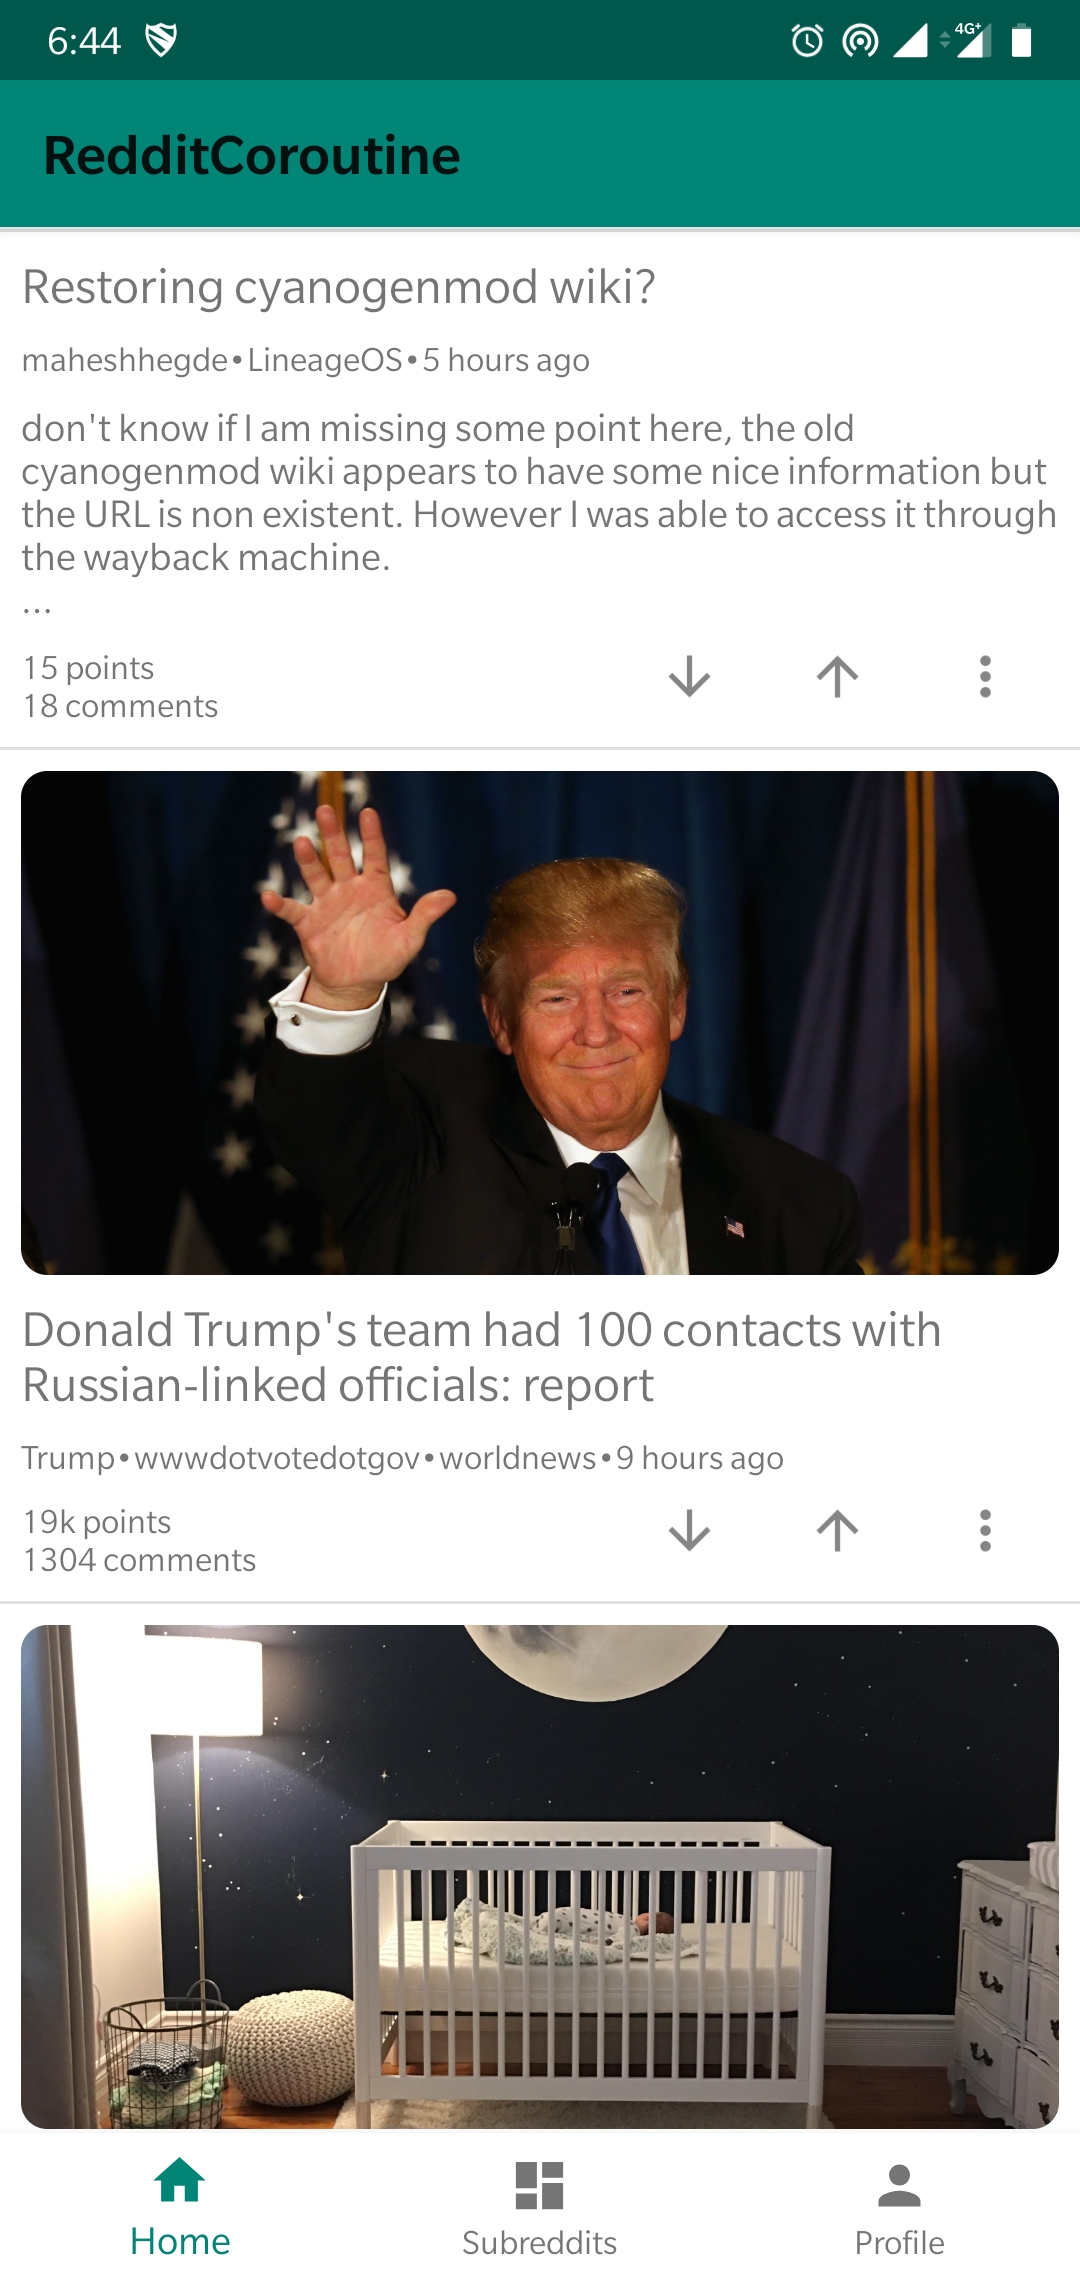 6:44
4G+
RedditCoroutine
Restoring cyanogenmod wiki?
maheshhegde•LineageOS•5 hours ago
don't know if I am missing some point here, the old
cyanogenmod wiki appears to have some nice information but
the URL is non existent. However I was able to access it through
the wayback machine.
...
15 points
18 comments
Donald Trump's team had 100 contacts with
Russian-linked officials: report
Trump•wwwdotvotedotgov•worldnews•9 hours ago
19k points
1304 comments
Home
Subreddits
Profile